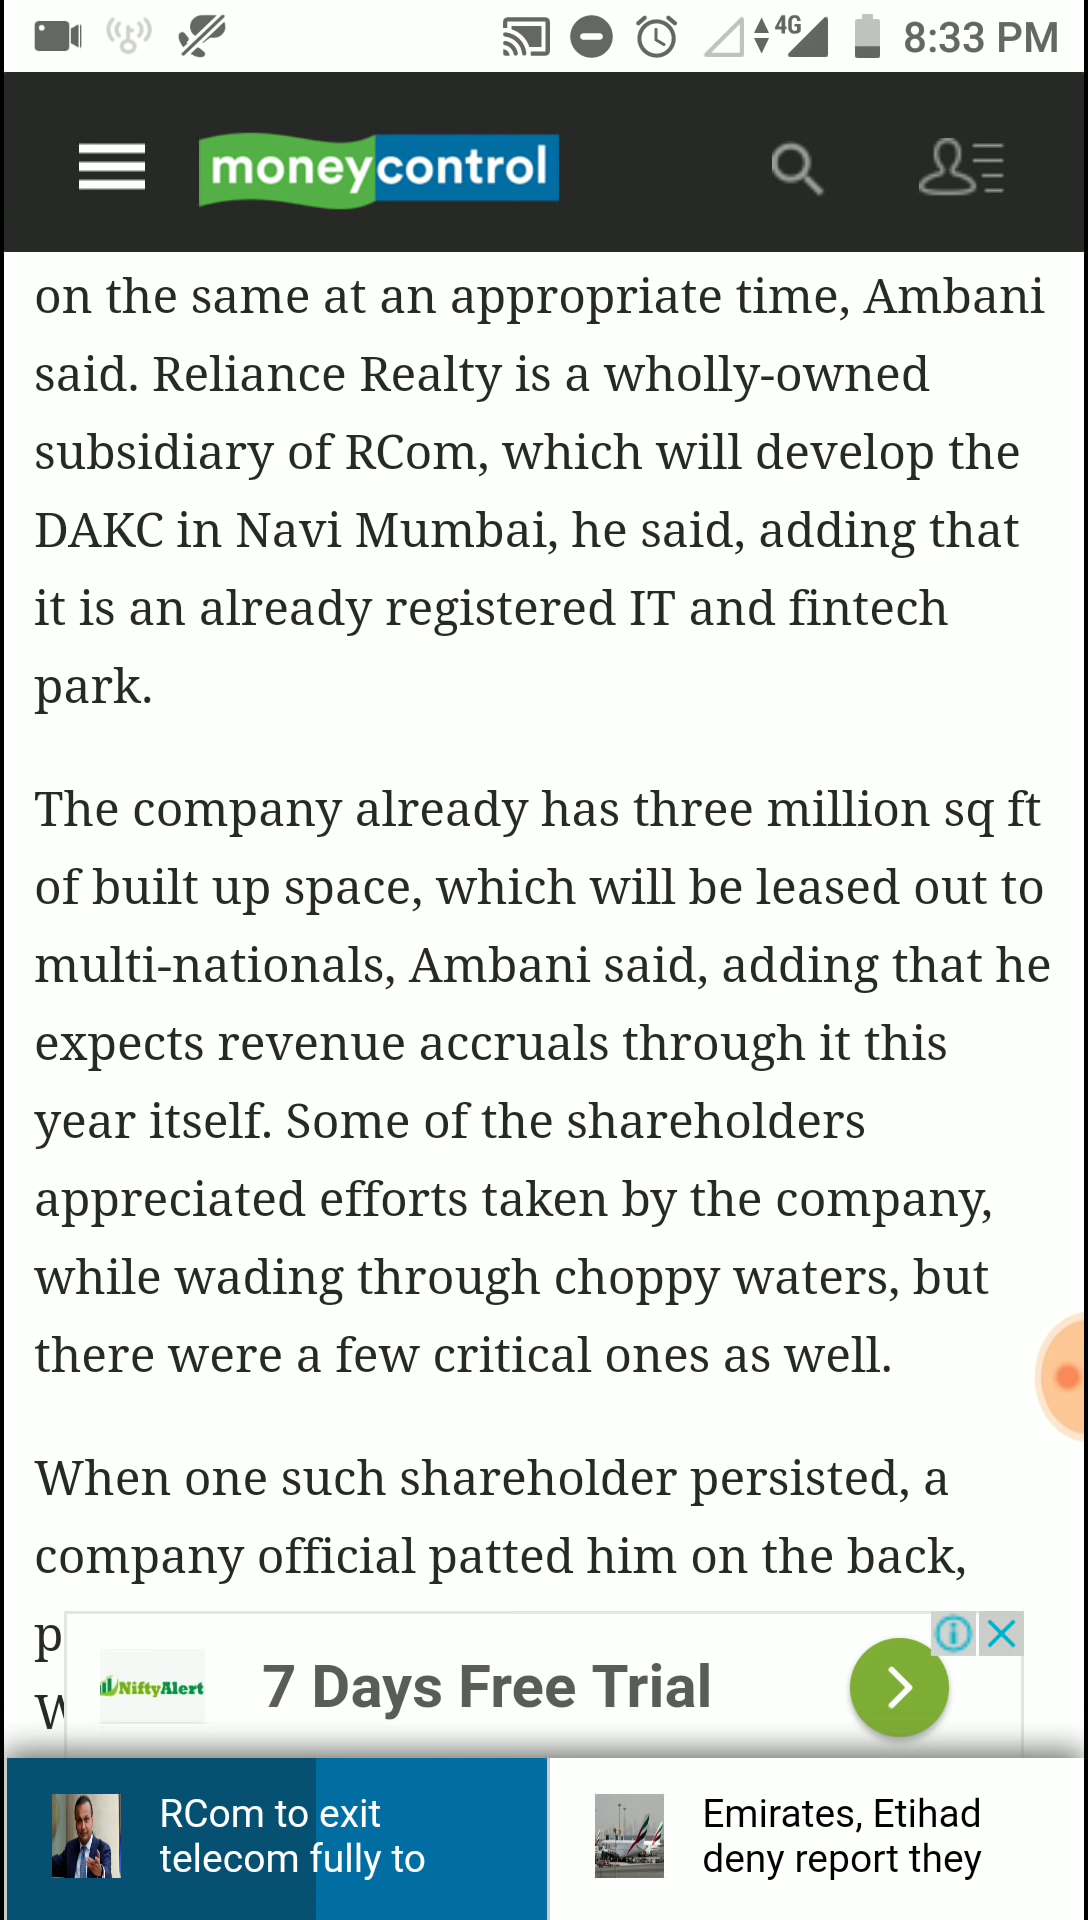 4G 8:33 PM
moneycontrol
on the same at an appropriate time, Ambani
said. Reliance Realty is a wholly-owned
subsidiary of RCom, which will develop the
DAKC in Navi Mumbai, he said, adding that
it is an already registered IT and fintech
park.
The company already has three million sq ft
of built up space, which will be leased out to
multi-nationals, Ambani said, adding that he
expects revenue accruals through it this
year itself. Some of the shareholders
appreciated efforts taken by the company,
while wading through choppy waters, but
there were a few critical ones as well.
When one such shareholder persisted, a
company official patted him on the back,
p
W
NiftyAlert
7 Days Free Trial
RCom to exit
telecom fully to
Emirates, Etihad
deny report they